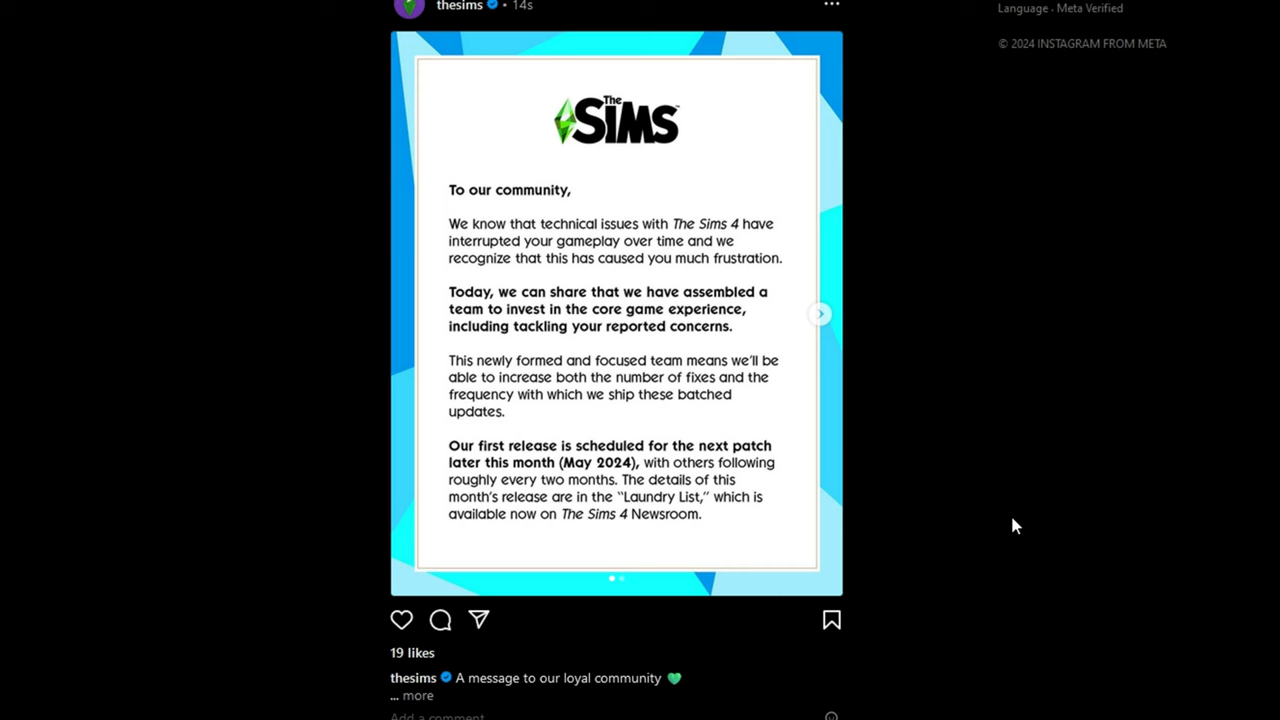 thesims • 14s
Language · Meta Verified
© 2024 INSTAGRAM FROM META
The SiMS™
To our community,
We know that technical issues with The Sims 4 have
interrupted your gameplay over time and we
recognize that this has caused you much frustration.
Today, we can share that we have assembled a
team to invest in the core game experience,
including tackling your reported concerns.
This newly formed and focused team means we'll be
able to increase both the number of fixes and the
frequency with which we ship these batched
updates.
Our first release is scheduled for the next patch
later this month (May 2024), with others following
roughly every two months. The details of this
month's release are in the “Laundry List,” which is
available now on The Sims 4 Newsroom.
19 likes
thesims A message to our loyal community 💚
... more
Add a comment...